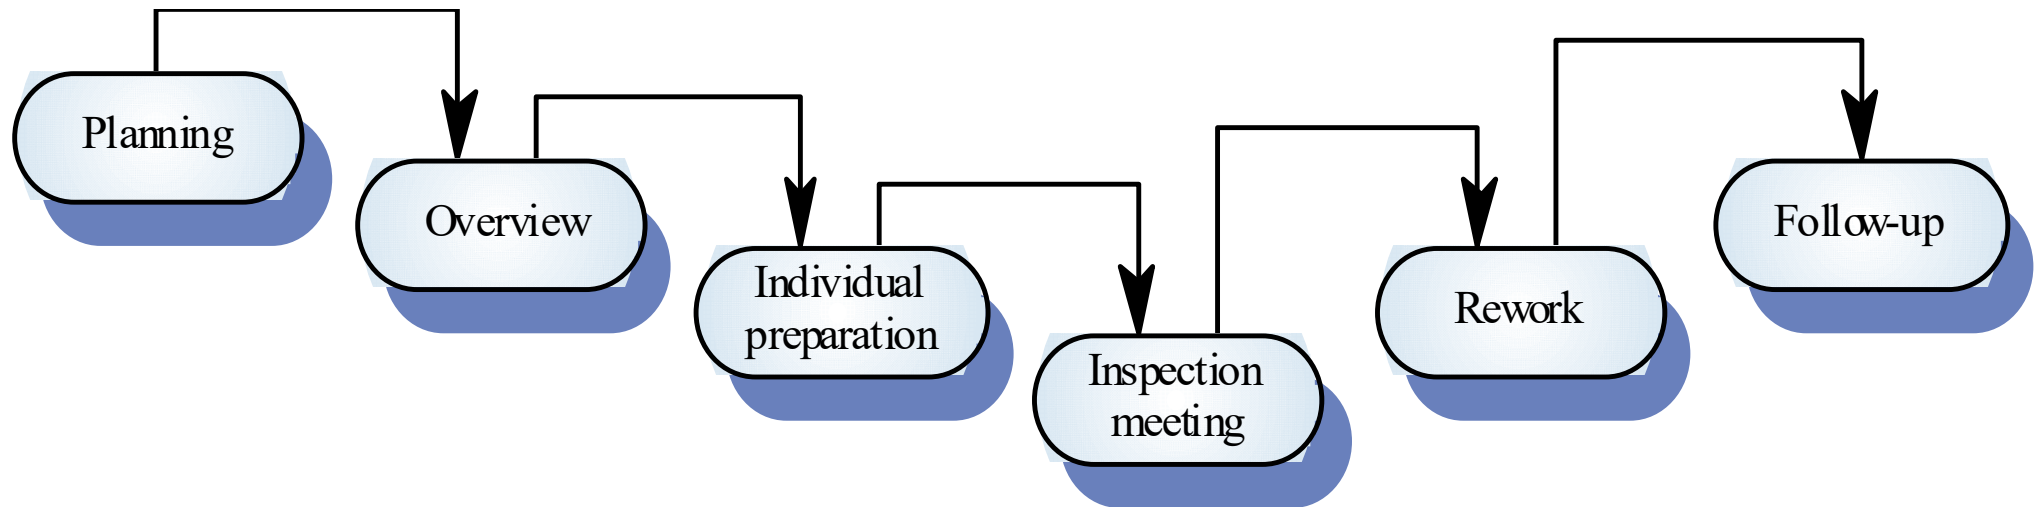 Planning
Overview
Individual
preparation
Inspection
meeting
Rework
Follow-up